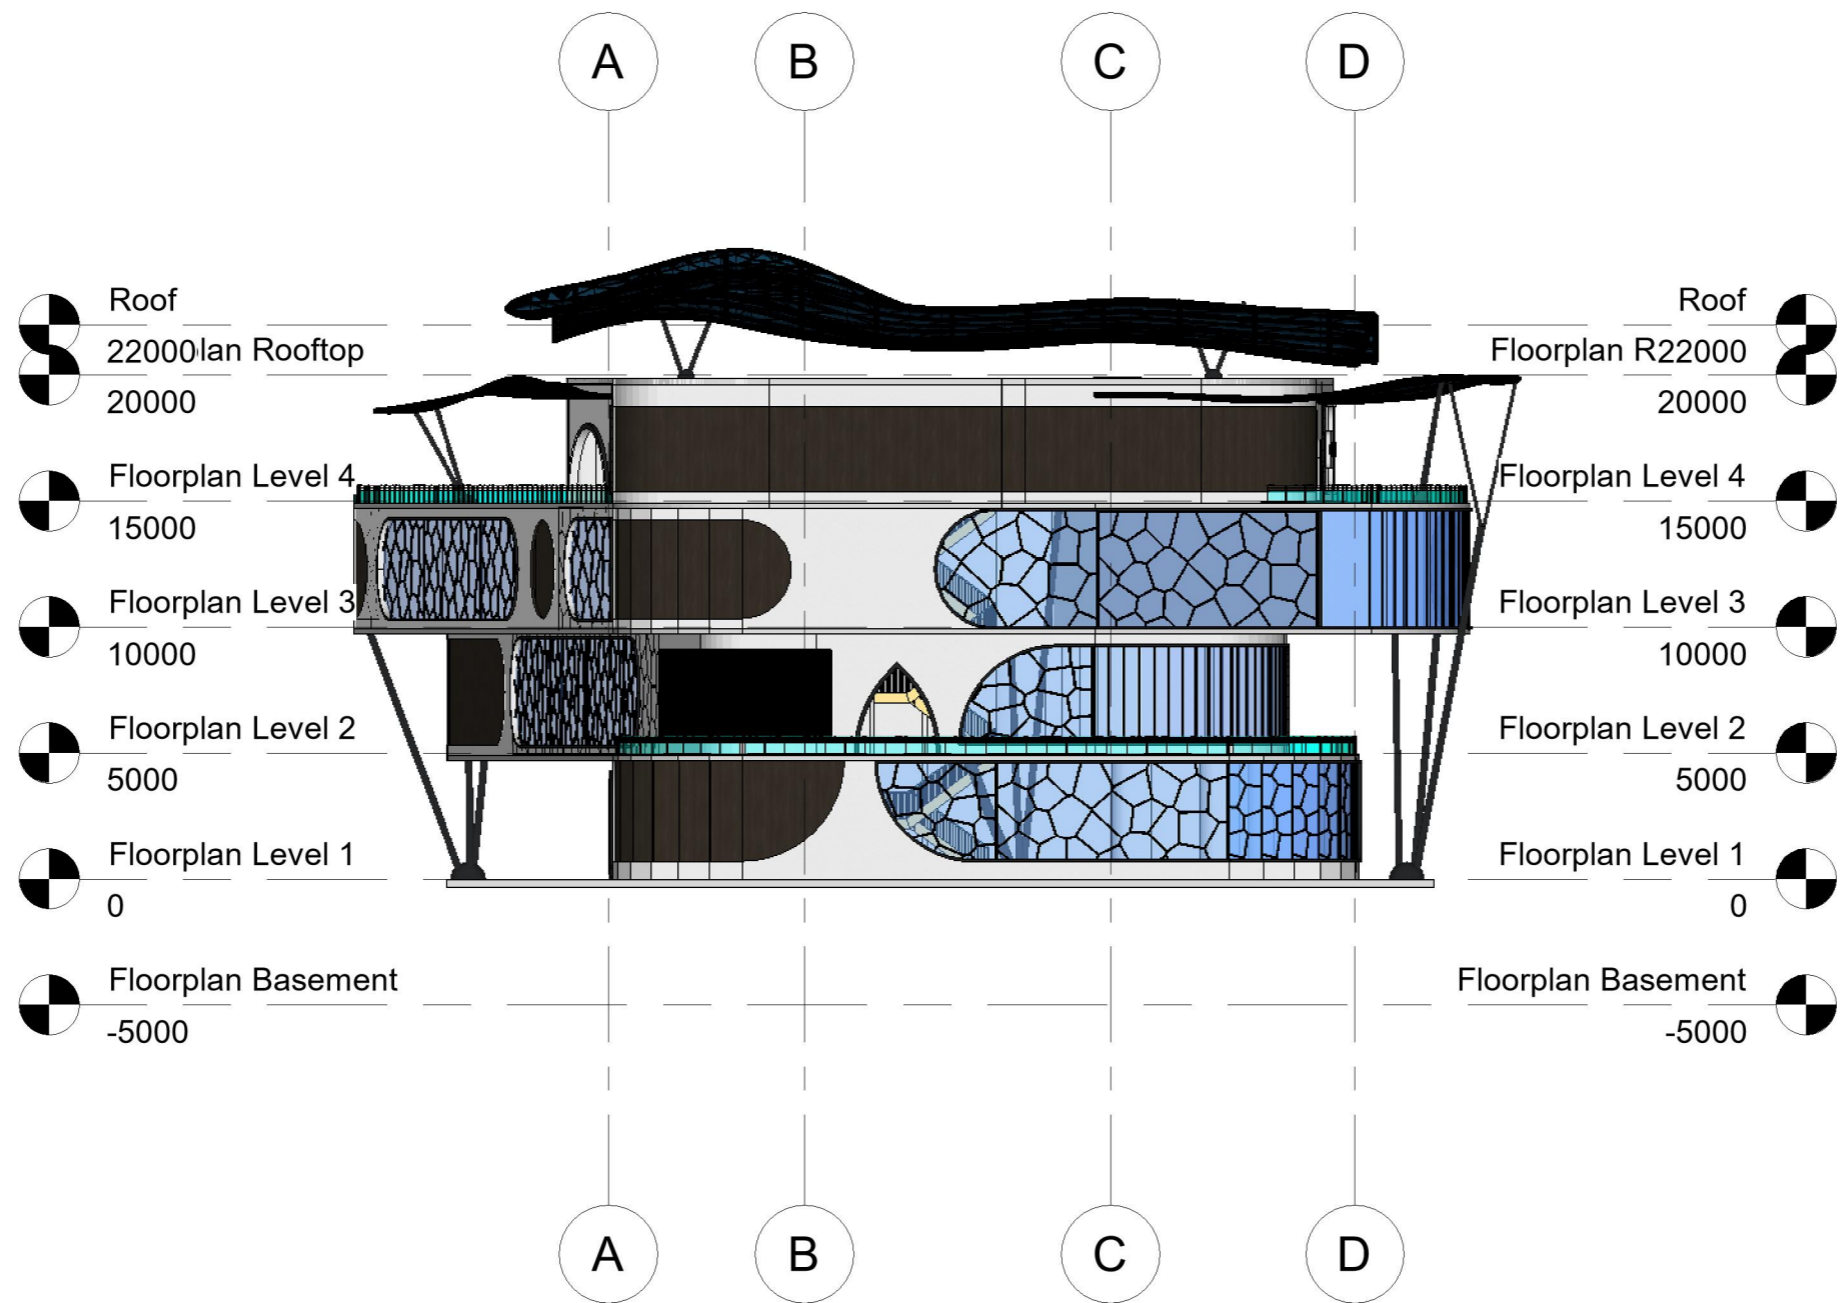 A B C D
Roof Roof
22000lan Rooftop Floorplan R22000
20000 20000
Floorplan Level 4 Floorplan Level 4
15000 15000
Floorplan Level 3 Floorplan Level 3
10000 10000
Floorplan Level 2 Floorplan Level 2
5000 5000
Floorplan Level 1 Floorplan Level 1
0 0
Floorplan Basement Floorplan Basement
-5000 -5000
A B C D